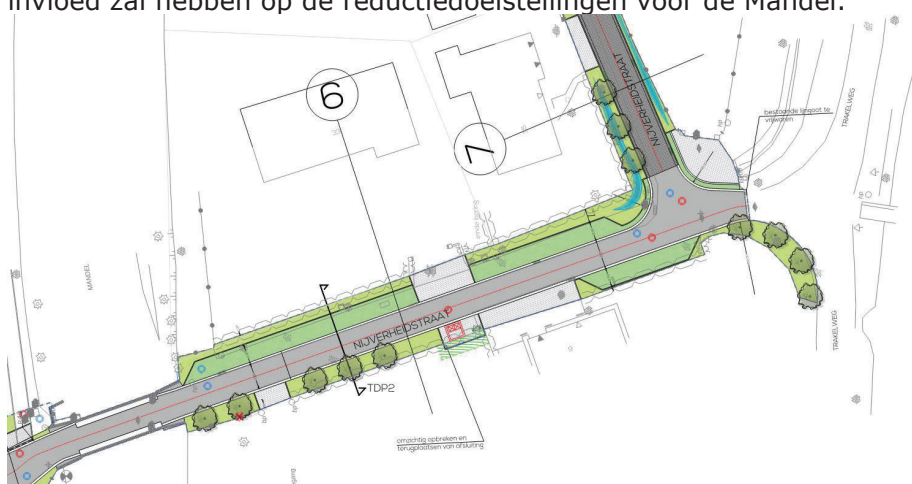 invloed zal hebben op de reductiedoelstellingen voor de Mandel.
NIJVERHEIDSTRAAT
6
7
bestaande lijngoot te
vrijwaren
TRAKELWEG
MANDEL
NIJVERHEIDSTRAAT
TDP2
TRAKELWEG
omzichtig opbreken en
terugplaatsen van afsluiting